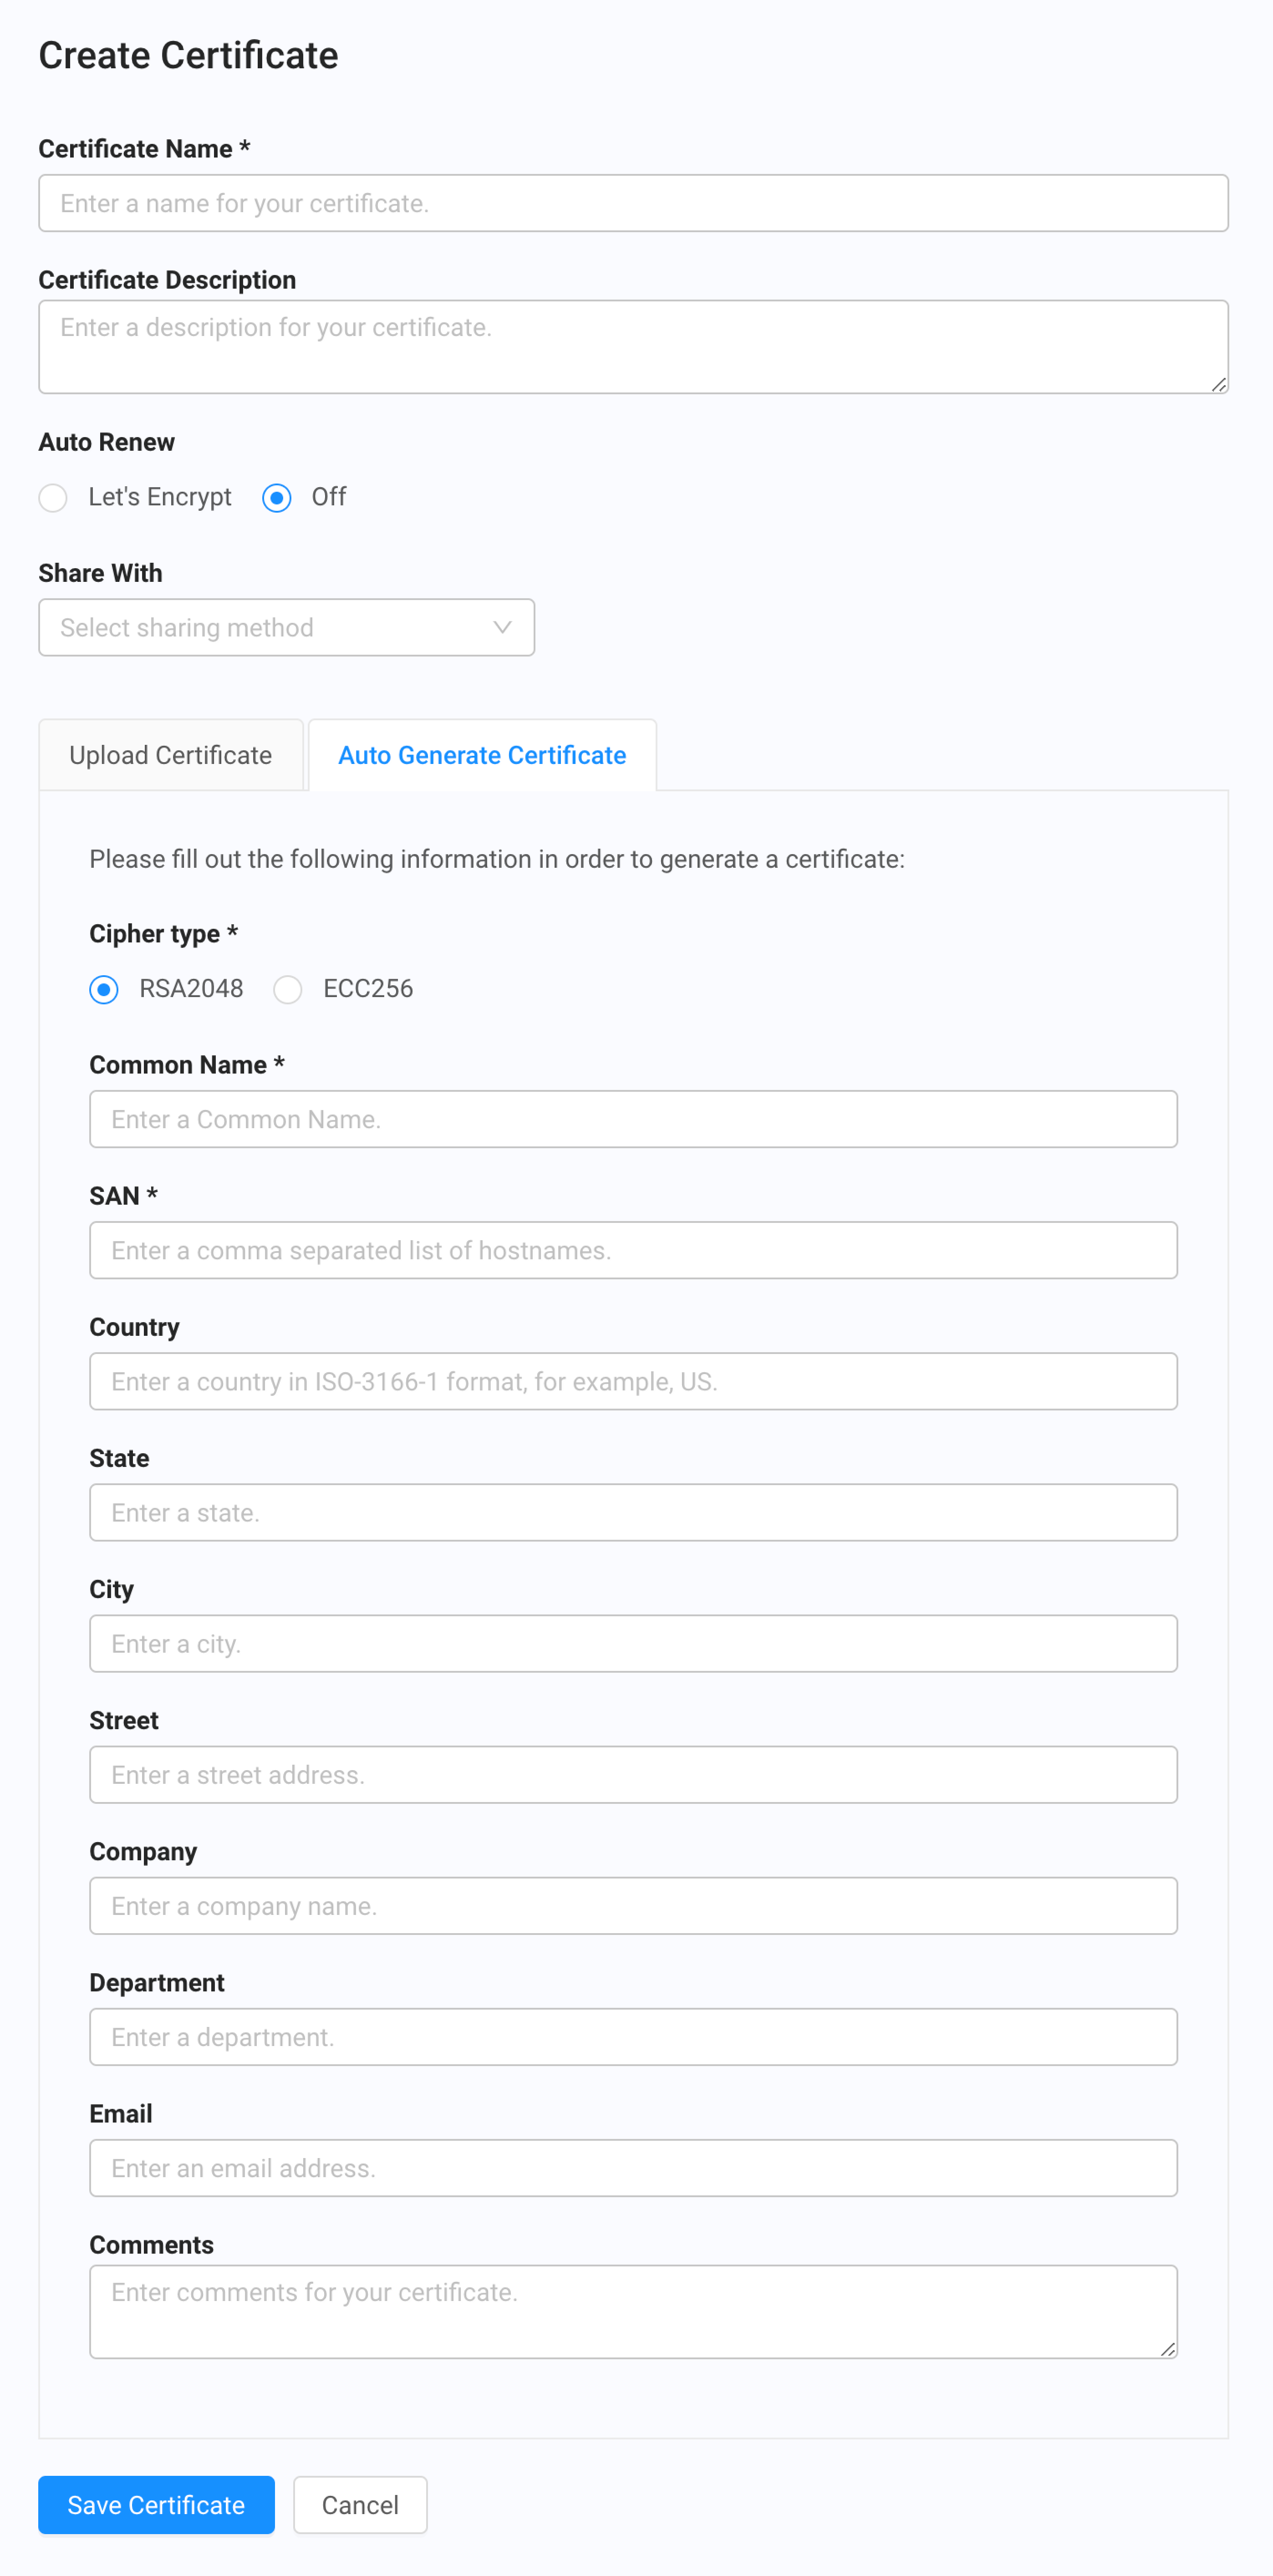 Create Certificate
Certificate Name *
Enter a name for your certificate.
Certificate Description
Enter a description for your certificate.
Auto Renew
Let's Encrypt Off
Share With
Select sharing method
Upload Certificate Auto Generate Certificate
Please fill out the following information in order to generate a certificate:
Cipher type *
RSA2048 ECC256
Common Name *
Enter a Common Name.
SAN *
Enter a comma separated list of hostnames.
Country
Enter a country in ISO-3166-1 format, for example, US.
State
Enter a state.
City
Enter a city.
Street
Enter a street address.
Company
Enter a company name.
Department
Enter a department.
Email
Enter an email address.
Comments
Enter comments for your certificate.
Save Certificate Cancel